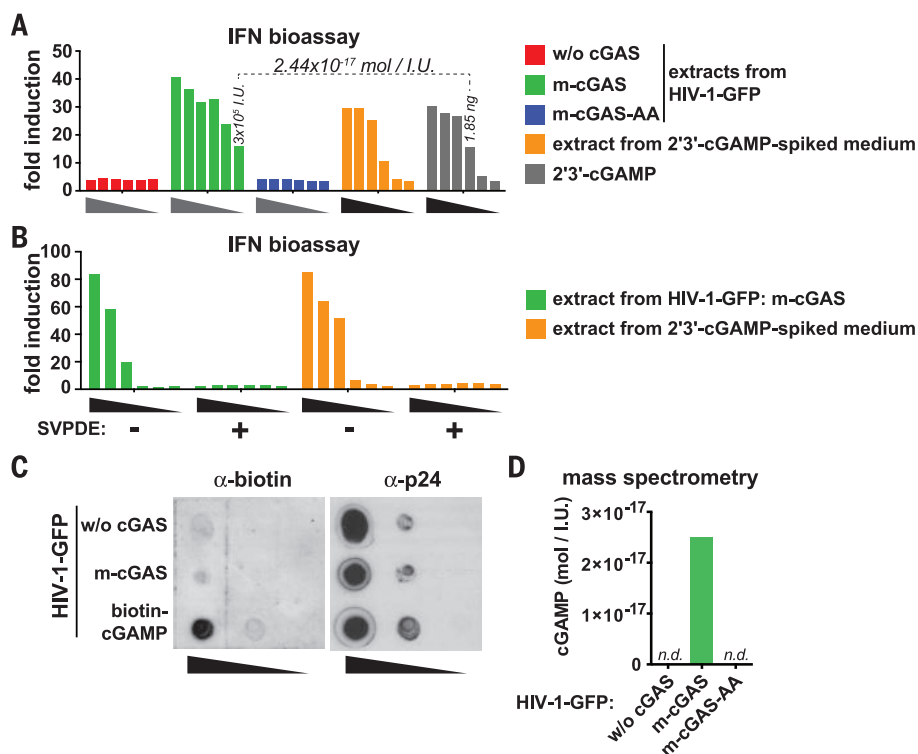 A
IFN bioassay
fold induction
50
40
30
20
10
0
2.44x10⁻¹⁷ mol / I.U.
3x10⁵ I.U.
1.85 ng
w/o cGAS
m-cGAS
m-cGAS-AA
extracts from
HIV-1-GFP
extract from 2'3'-cGAMP-spiked medium
2'3'-cGAMP
B
IFN bioassay
fold induction
100
80
60
40
20
0
SVPDE:
- + - +
extract from HIV-1-GFP: m-cGAS
extract from 2'3'-cGAMP-spiked medium
C
α-biotin α-p24
HIV-1-GFP
w/o cGAS
m-cGAS
biotin-
cGAMP
D
mass spectrometry
cGAMP (mol / I.U.)
3×10⁻¹⁷
2×10⁻¹⁷
1×10⁻¹⁷
0
n.d. n.d.
HIV-1-GFP:
w/o cGAS
m-cGAS
m-cGAS-AA